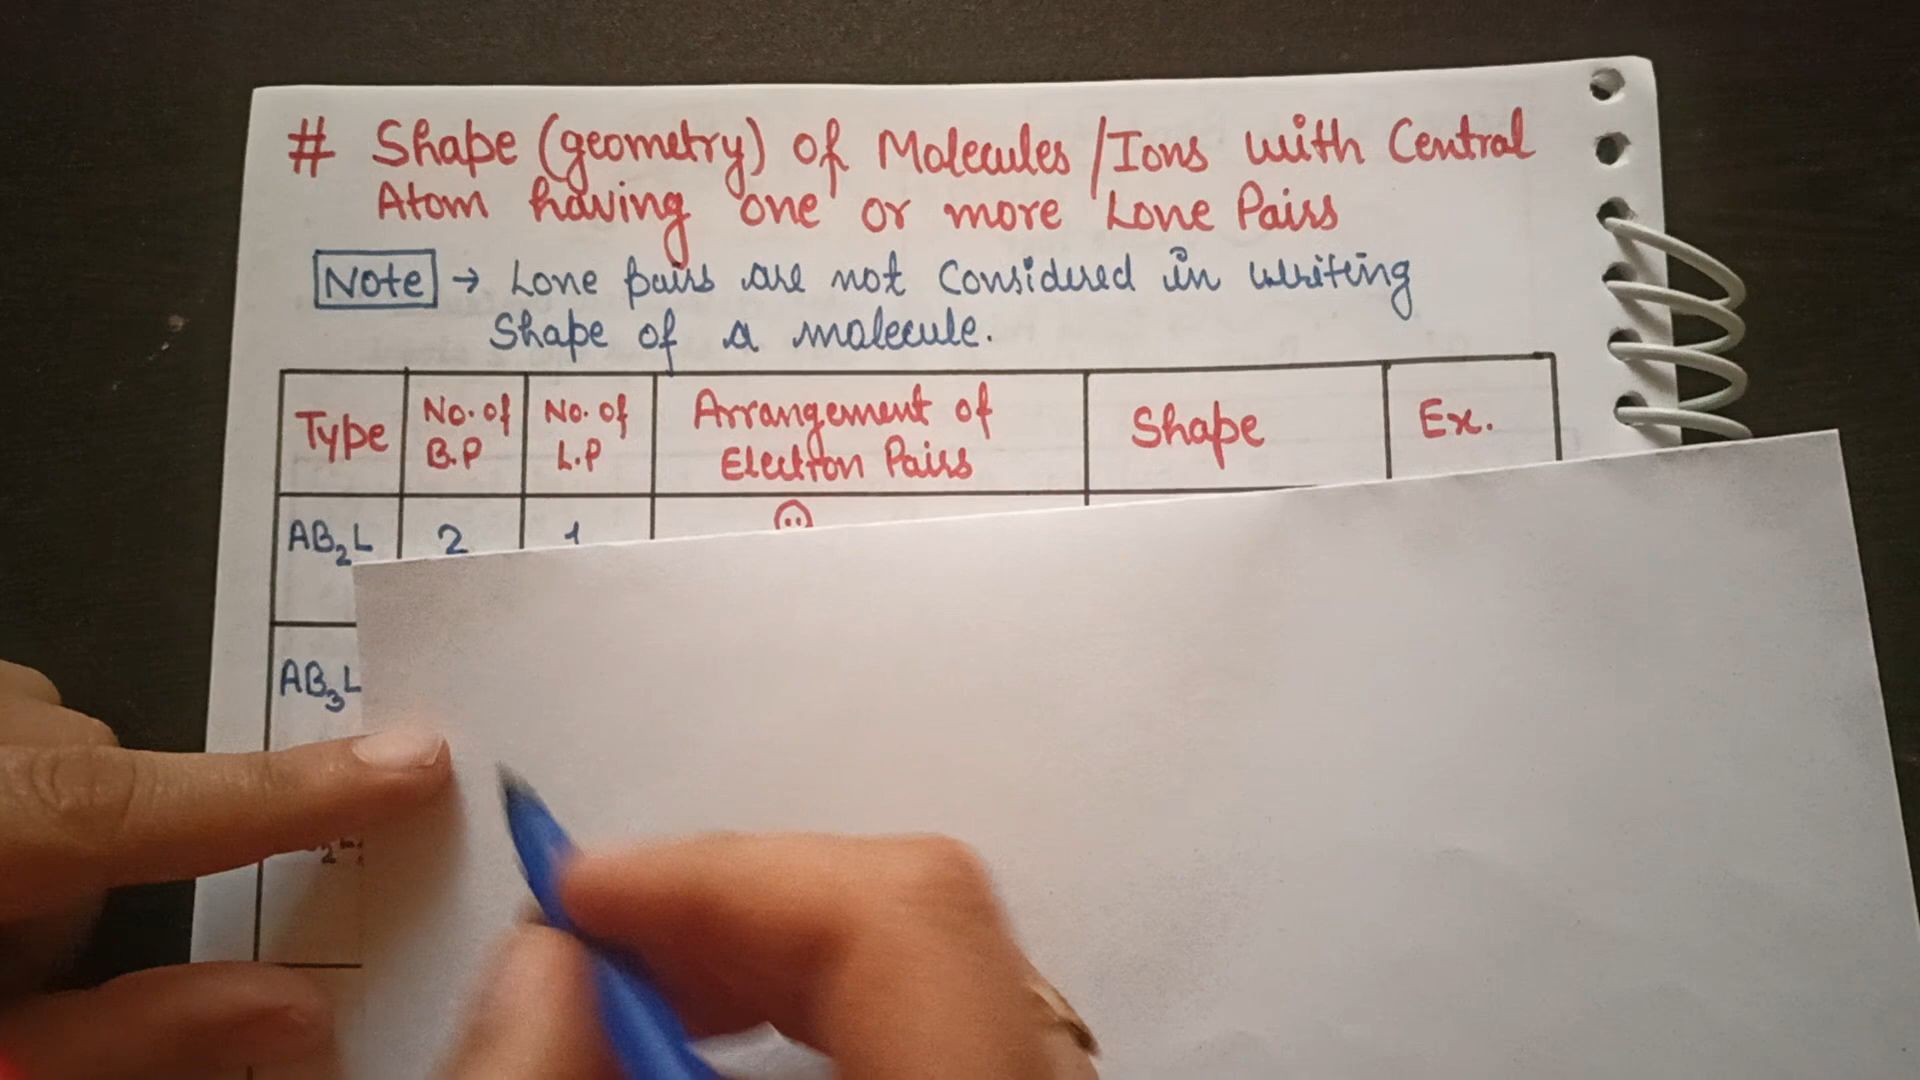 # Shape (geometry) of Molecules/Ions with Central
Atom having one or more Lone Pairs
Note → Lone pairs are not Considered in writing
Shape of a molecule.
Type No. of B.P No. of L.P Arrangement of Electron Pairs Shape Ex.
AB₂L 2 1
AB₃L